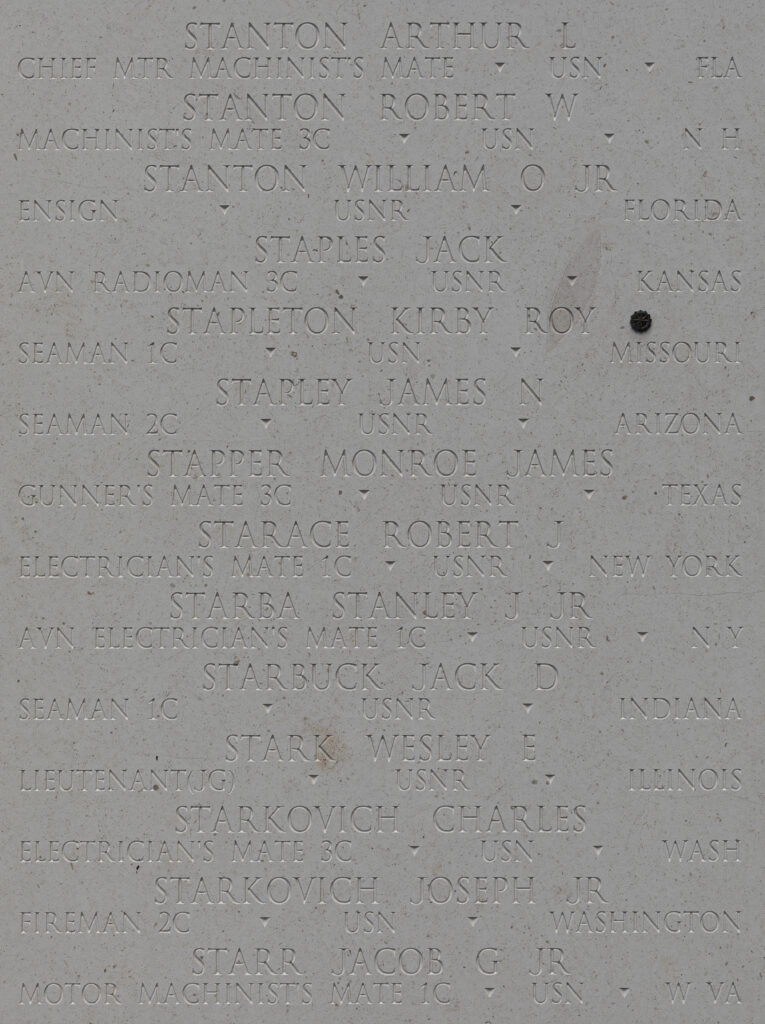 STANTON ARTHUR L
CHIEF MTR MACHINIST'S MATE ▾ USN ▾ FLA
STANTON ROBERT W
MACHINIST'S MATE 3C ▾ USN ▾ N H
STANTON WILLIAM O JR
ENSIGN ▾ USNR ▾ FLORIDA
STAPLES JACK
AVN RADIOMAN 3C ▾ USNR ▾ KANSAS
STAPLETON KIRBY ROY
SEAMAN 1C ▾ USN ▾ MISSOURI
STAPLEY JAMES N
SEAMAN 2C ▾ USNR ▾ ARIZONA
STAPPER MONROE JAMES
GUNNER'S MATE 3C ▾ USNR ▾ TEXAS
STARACE ROBERT J
ELECTRICIAN'S MATE 1C ▾ USNR ▾ NEW YORK
STARBA STANLEY J JR
AVN ELECTRICIAN'S MATE 1C ▾ USNR ▾ N Y
STARBUCK JACK D
SEAMAN 1C ▾ USNR ▾ INDIANA
STARK WESLEY E
LIEUTENANT(JG) ▾ USNR ▾ ILLINOIS
STARKOVICH CHARLES
ELECTRICIAN'S MATE 3C ▾ USN ▾ WASH
STARKOVICH JOSEPH JR
FIREMAN 2C ▾ USN ▾ WASHINGTON
STARR JACOB G JR
MOTOR MACHINIST'S MATE 1C ▾ USN ▾ W VA